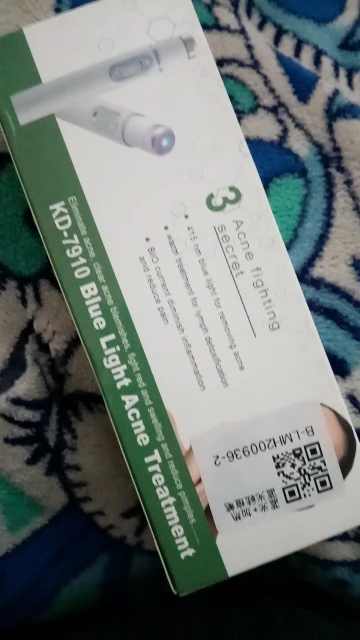 3 Acne fighting
secret
• 415 nm blue light for removing acne
• warm treatment for lymph detoxification
• BIO current diminish inflammation
and reduce pain
Eliminate acne, clear acne blemishes, fight red and swelling and reduce pimples
KD-7910 Blue Light Acne Treatment
B-LMH200936-2